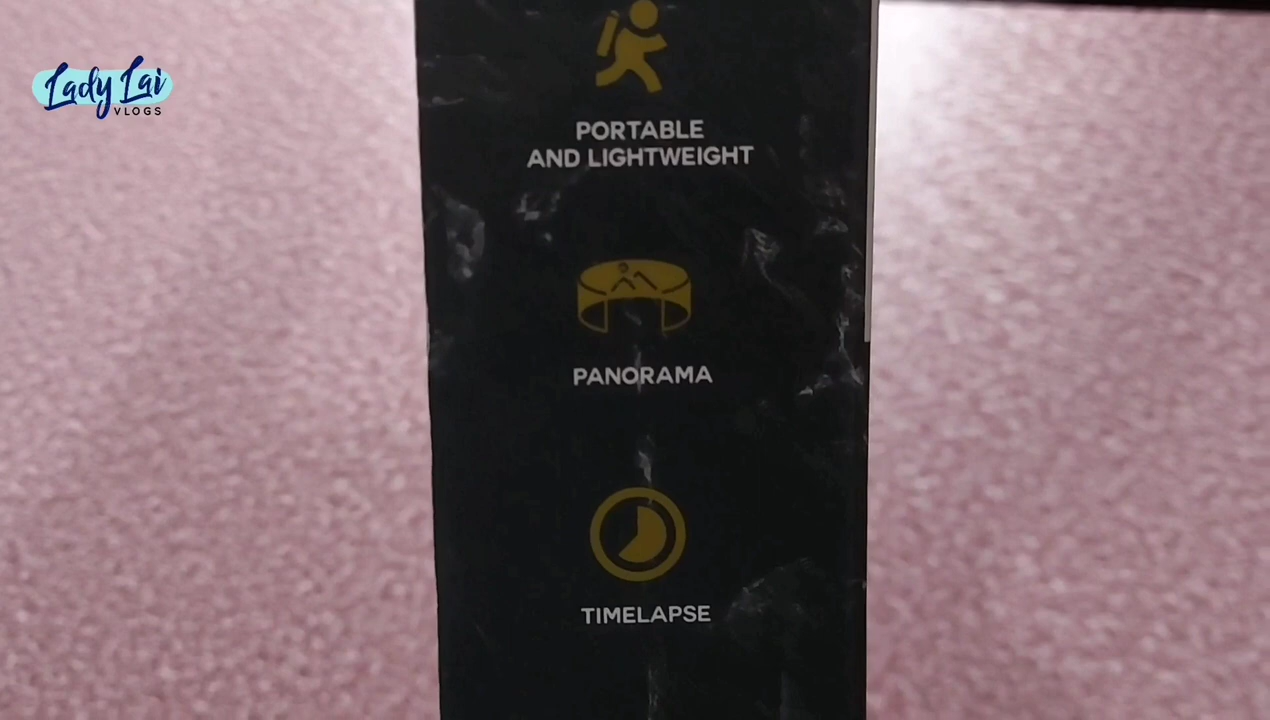 Lady Lai
VLOGS
PORTABLE
AND LIGHTWEIGHT
PANORAMA
TIMELAPSE